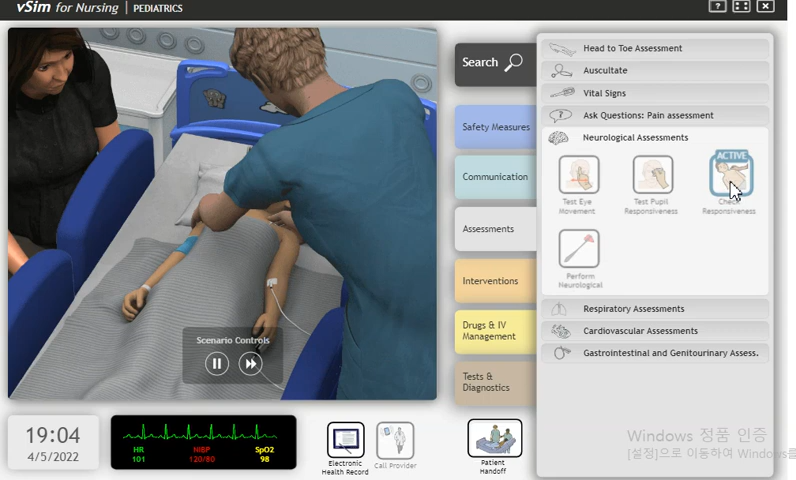 vSim for Nursing | PEDIATRICS
?
Search
Safety Measures
Communication
Assessments
Interventions
Drugs & IV
Management
Tests &
Diagnostics
Head to Toe Assessment
Auscultate
Vital Signs
Ask Questions: Pain assessment
Neurological Assessments
ACTIVE
Test Eye
Movement
Test Pupil
Responsiveness
Check
Responsiveness
Perform
Neurological
Respiratory Assessments
Cardiovascular Assessments
Gastrointestinal and Genitourinary Assess.
Scenario Controls
19:04
4/5/2022
HR
101
NIBP
120/80
SpO2
98
Electronic
Health Record
Call Provider
Patient
Handoff
Windows 정품 인증
[설정]으로 이동하여 Windows를